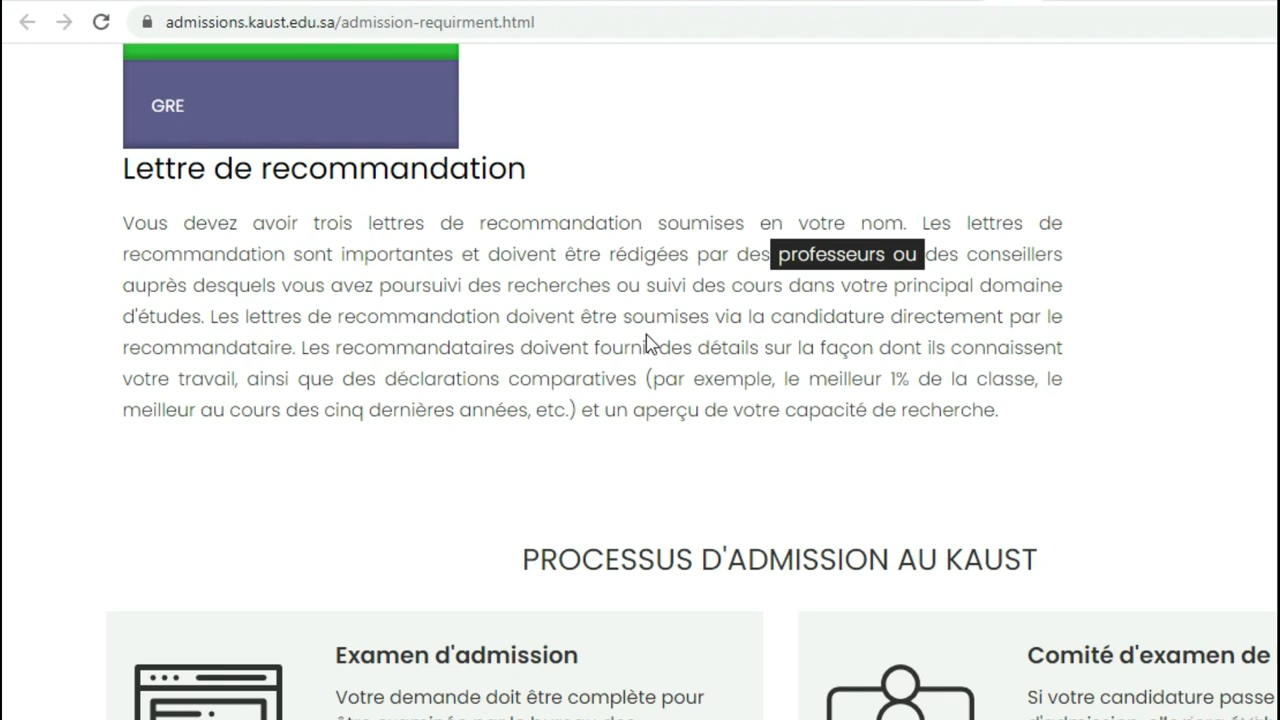 admissions.kaust.edu.sa/admission-requirment.html
GRE
Lettre de recommandation
Vous devez avoir trois lettres de recommandation soumises en votre nom. Les lettres de
recommandation sont importantes et doivent être rédigées par des professeurs ou des conseillers
auprès desquels vous avez poursuivi des recherches ou suivi des cours dans votre principal domaine
d'études. Les lettres de recommandation doivent être soumises via la candidature directement par le
recommandataire. Les recommandataires doivent fournir des détails sur la façon dont ils connaissent
votre travail, ainsi que des déclarations comparatives (par exemple, le meilleur 1% de la classe, le
meilleur au cours des cinq dernières années, etc.) et un aperçu de votre capacité de recherche.
PROCESSUS D'ADMISSION AU KAUST
Examen d'admission
Votre demande doit être complète pour
Comité d'examen de
Si votre candidature passe